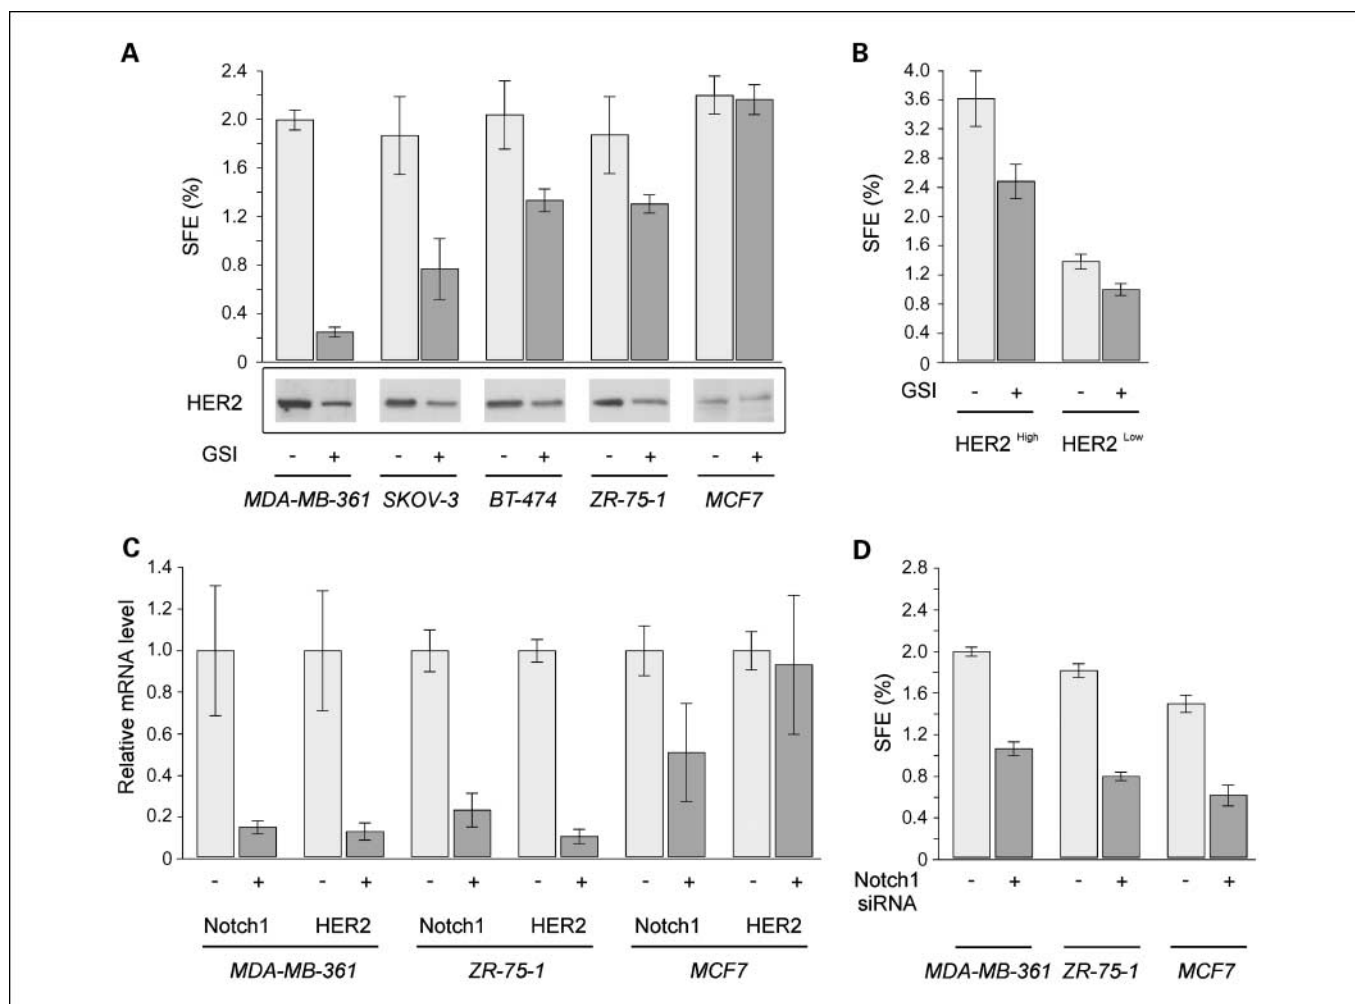 A
2.4
2.0
1.6
1.2
0.8
0.4
0
SFE (%)
HER2
GSI - + - + - + - + - +
MDA-MB-361 SKOV-3 BT-474 ZR-75-1 MCF7
B
4.0
3.6
3.2
2.8
2.4
2.0
1.6
1.2
0.8
0.4
0
SFE (%)
GSI - + - +
HER2 High HER2 Low
C
1.4
1.2
1.0
0.8
0.6
0.4
0.2
0
Relative mRNA level
- + - + - + - + - + - +
Notch1 HER2 Notch1 HER2 Notch1 HER2
MDA-MB-361 ZR-75-1 MCF7
D
2.8
2.4
2.0
1.6
1.2
0.8
0.4
0
SFE (%)
Notch1 - + - + - +
siRNA
MDA-MB-361 ZR-75-1 MCF7